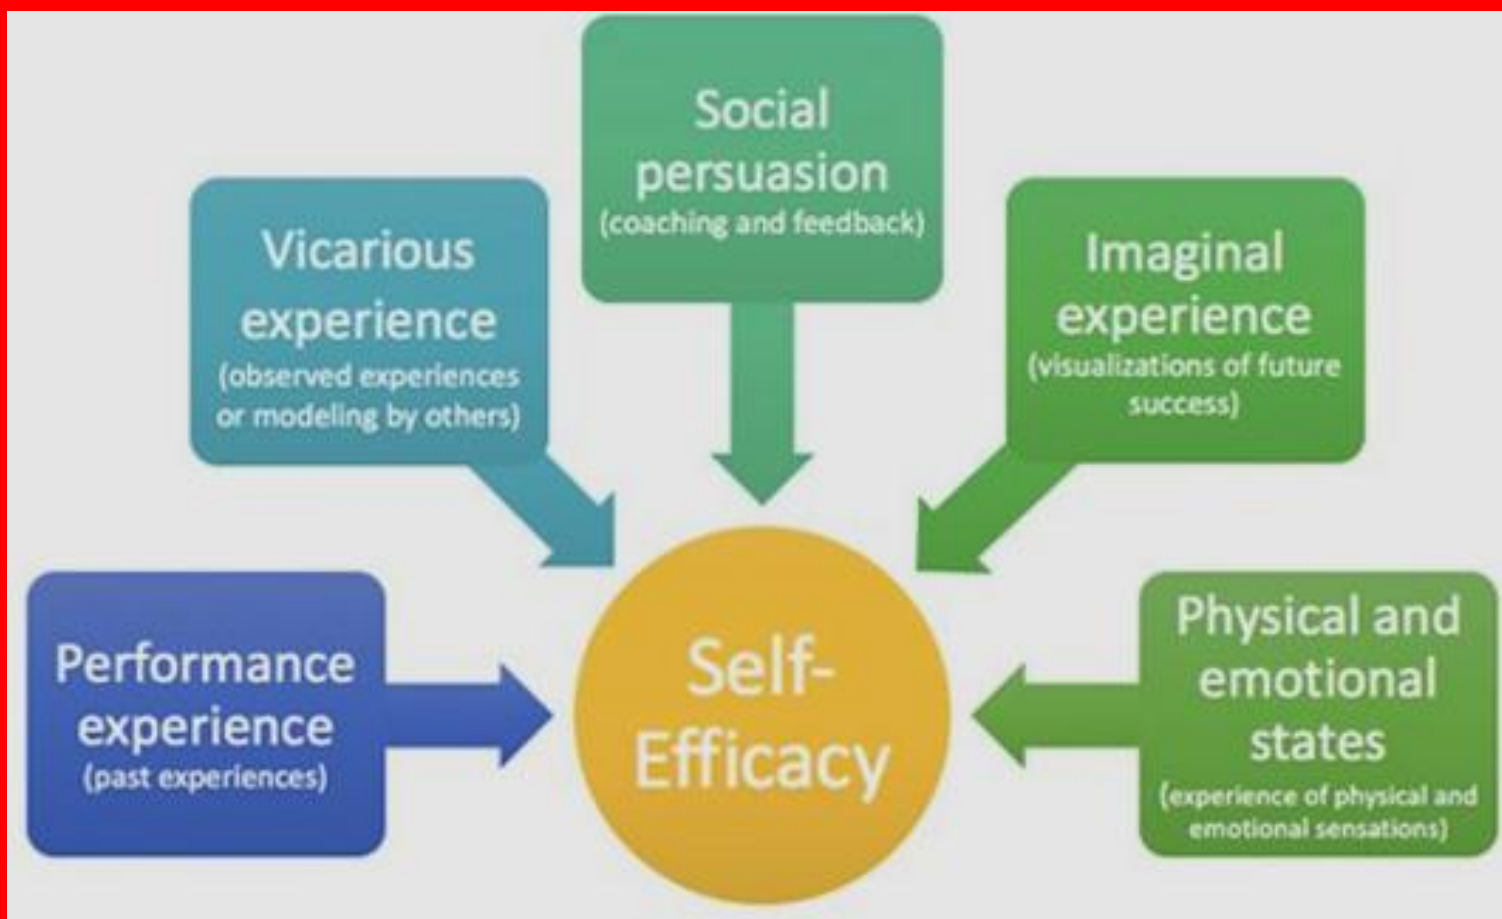 Social
persuasion
(coaching and feedback)
Vicarious
experience
(observed experiences
or modeling by others)
Imaginal
experience
(visualizations of future
success)
Performance
experience
(past experiences)
Self-
Efficacy
Physical and
emotional
states
(experience of physical and
emotional sensations)